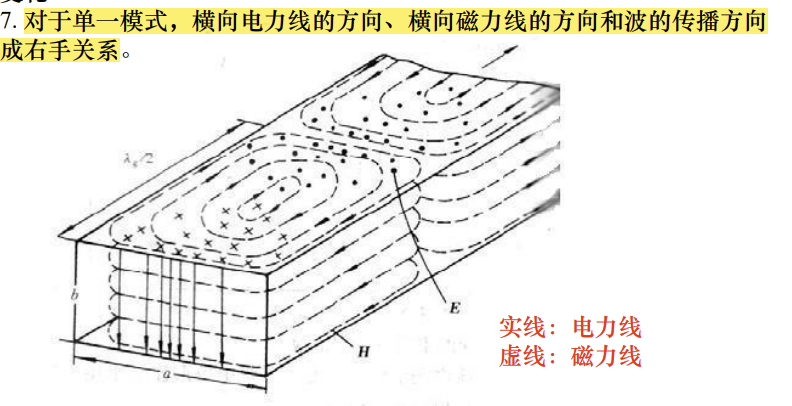 7. 对于单一模式，横向电力线的方向、横向磁力线的方向和波的传播方向
成右手关系。
λg/2
b
E
实线：电力线
虚线：磁力线
H
a